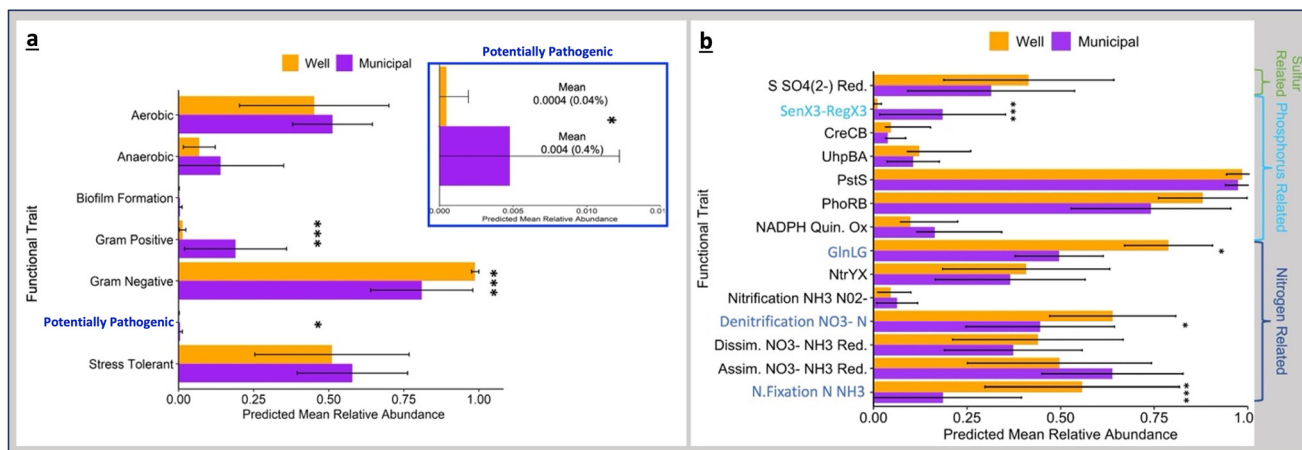 a
Well Municipal
Functional Trait
Aerobic
Anaerobic
Biofilm Formation
Gram Positive
***
Gram Negative
***
Potentially Pathogenic
*
Stress Tolerant
0.00 0.25 0.50 0.75 1.00
Predicted Mean Relative Abundance
Potentially Pathogenic
Mean
0.0004 (0.04%)
*
Mean
0.004 (0.4%)
0.000 0.005 0.010 0.01
Predicted Mean Relative Abundance
b
Well Municipal
Functional Trait
S SO4(2-) Red.
SenX3-RegX3
***
CreCB
UhpBA
PstS
PhoRB
NADPH Quin. Ox
GlnLG
*
NtrYX
Nitrification NH3 N02-
Denitrification NO3- N
*
Dissim. NO3- NH3 Red.
Assim. NO3- NH3 Red.
N.Fixation N NH3
***
0.00 0.25 0.50 0.75 1.0
Predicted Mean Relative Abundance
Sulfur
Related
Phosphorus Related
Nitrogen Related